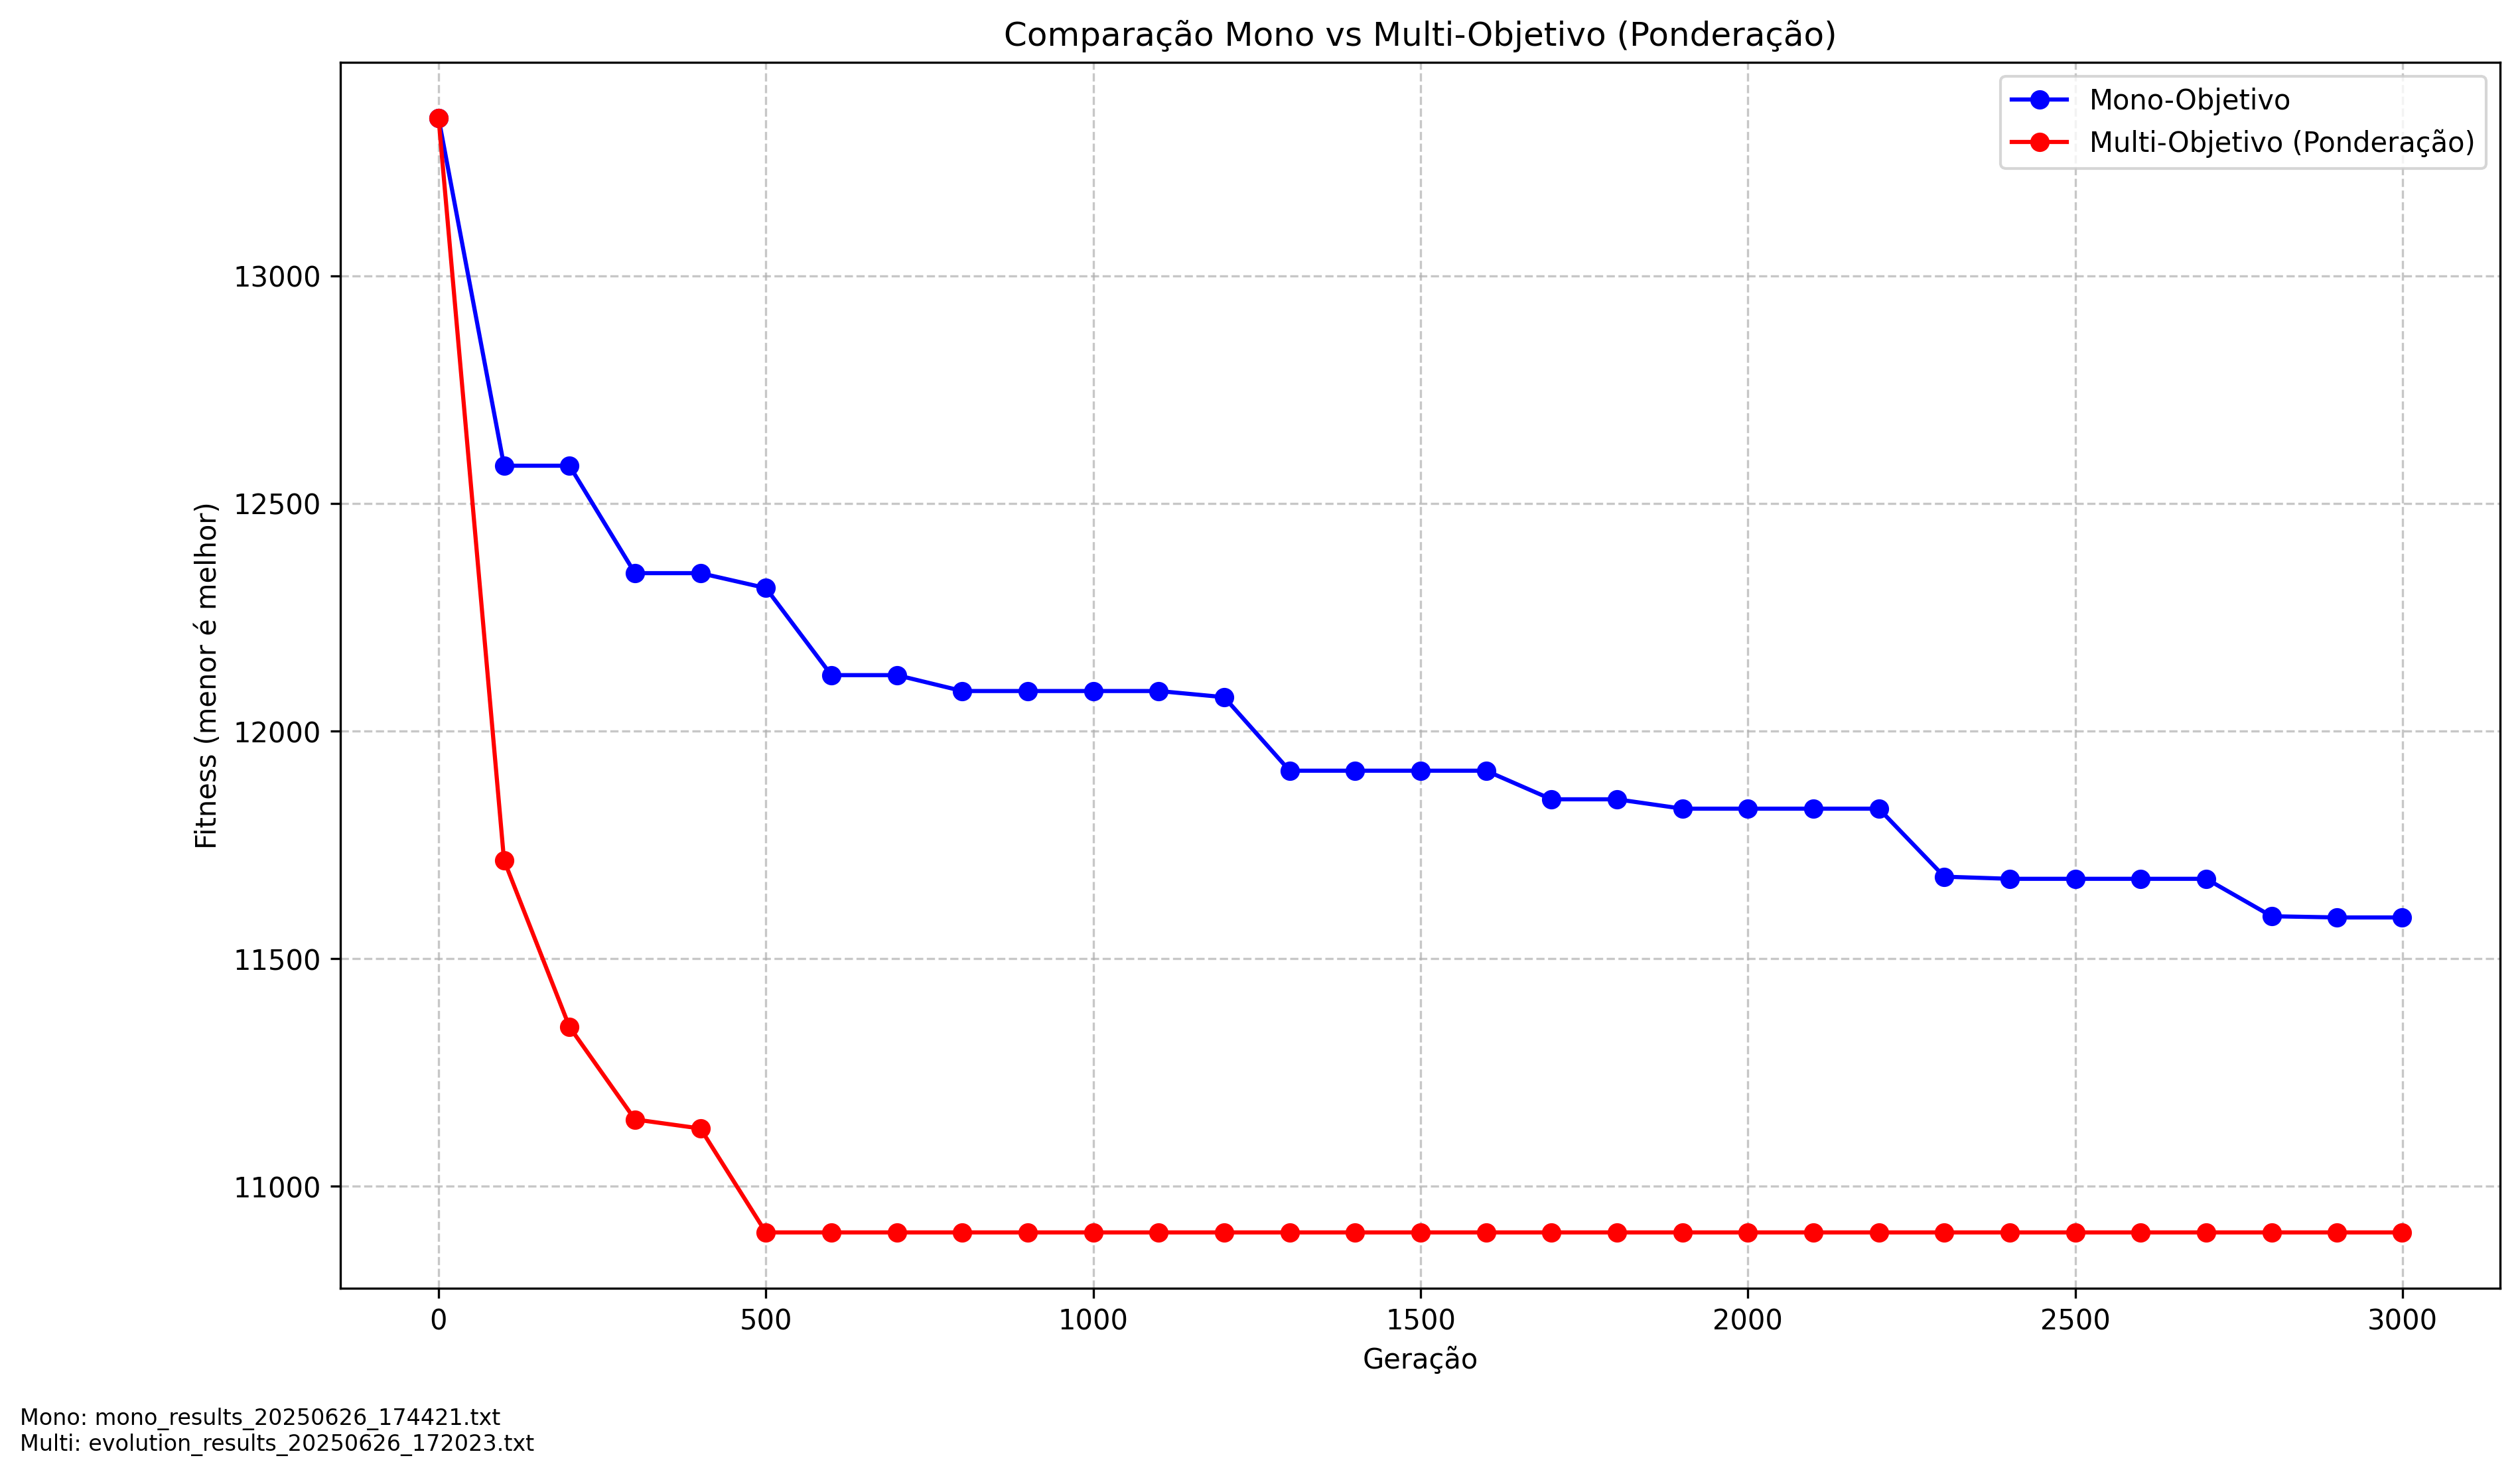 Comparação Mono vs Multi-Objetivo (Ponderação)
Mono-Objetivo
Multi-Objetivo (Ponderação)
Fitness (menor é melhor)
13000
12500
12000
11500
11000
0 500 1000 1500 2000 2500 3000
Geração
Mono: mono_results_20250626_174421.txt
Multi: evolution_results_20250626_172023.txt